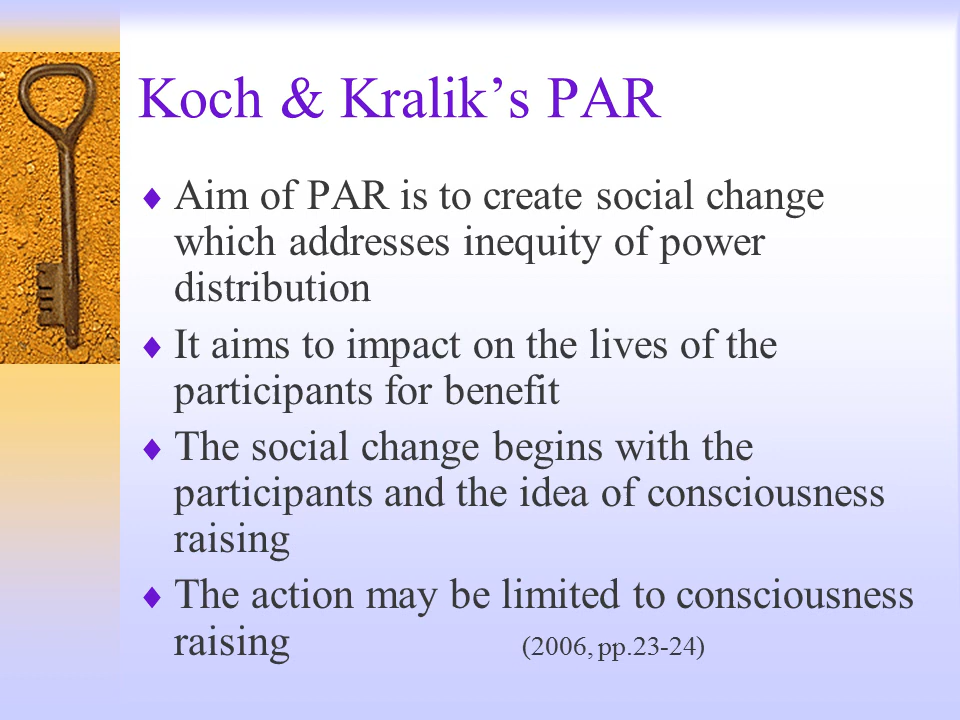 Koch & Kralik’s PAR
♦ Aim of PAR is to create social change
which addresses inequity of power
distribution
♦ It aims to impact on the lives of the
participants for benefit
♦ The social change begins with the
participants and the idea of consciousness
raising
♦ The action may be limited to consciousness
raising (2006, pp.23-24)